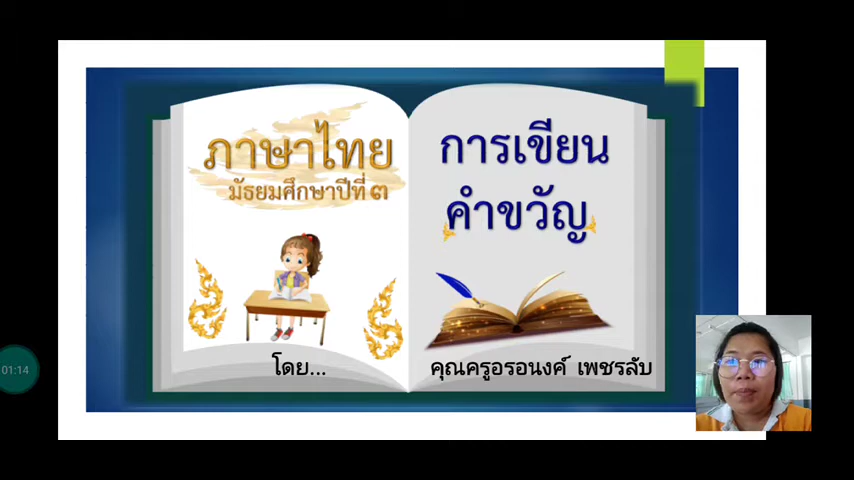 ภาษาไทย
มัธยมศึกษาปีที่ ๓
การเขียน
คำขวัญ
โดย...
คุณครูอรอนงค์ เพชรลับ
01:14